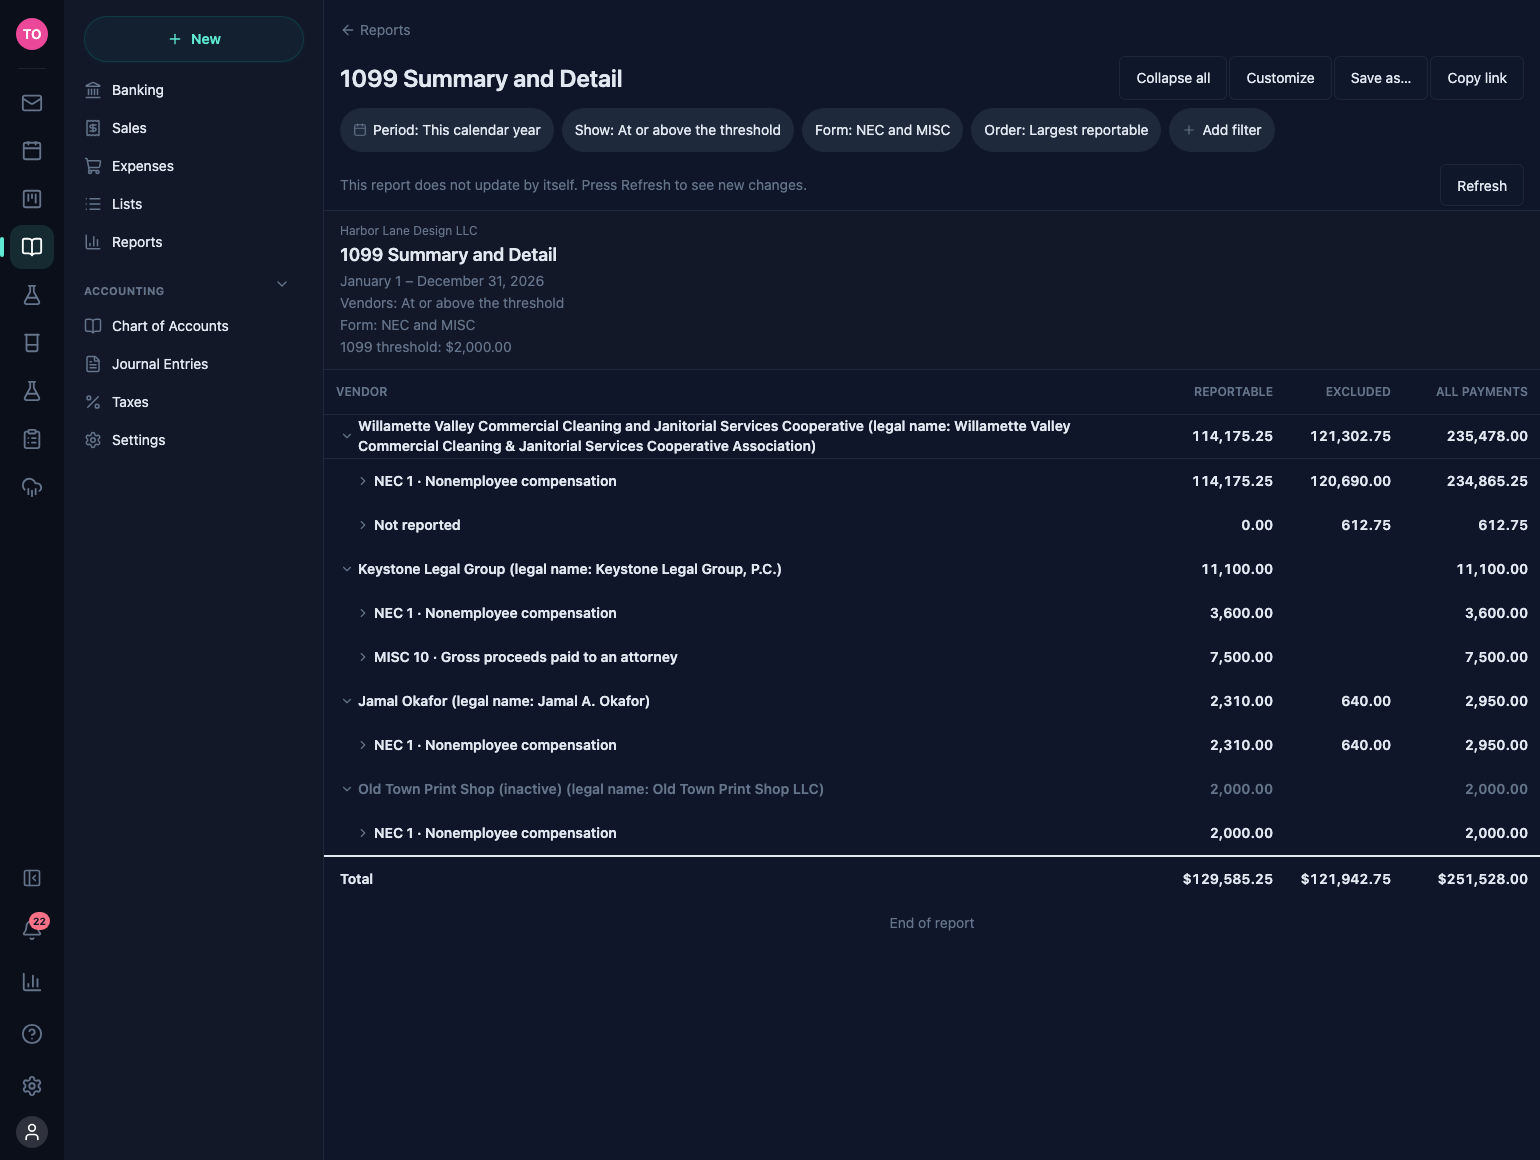 TO
New
Banking
Sales
Expenses
Lists
Reports
ACCOUNTING
Chart of Accounts
Journal Entries
Taxes
Settings
22
Reports
1099 Summary and Detail
Collapse all
Customize
Save as...
Copy link
Period: This calendar year
Show: At or above the threshold
Form: NEC and MISC
Order: Largest reportable
Add filter
This report does not update by itself. Press Refresh to see new changes.
Refresh
Harbor Lane Design LLC
1099 Summary and Detail
January 1 – December 31, 2026
Vendors: At or above the threshold
Form: NEC and MISC
1099 threshold: $2,000.00
VENDOR REPORTABLE EXCLUDED ALL PAYMENTS
Willamette Valley Commercial Cleaning and Janitorial Services Cooperative (legal name: Willamette Valley
Commercial Cleaning & Janitorial Services Cooperative Association) 114,175.25 121,302.75 235,478.00
NEC 1 · Nonemployee compensation 114,175.25 120,690.00 234,865.25
Not reported 0.00 612.75 612.75
Keystone Legal Group (legal name: Keystone Legal Group, P.C.) 11,100.00 11,100.00
NEC 1 · Nonemployee compensation 3,600.00 3,600.00
MISC 10 · Gross proceeds paid to an attorney 7,500.00 7,500.00
Jamal Okafor (legal name: Jamal A. Okafor) 2,310.00 640.00 2,950.00
NEC 1 · Nonemployee compensation 2,310.00 640.00 2,950.00
Old Town Print Shop (inactive) (legal name: Old Town Print Shop LLC) 2,000.00 2,000.00
NEC 1 · Nonemployee compensation 2,000.00 2,000.00
Total $129,585.25 $121,942.75 $251,528.00
End of report